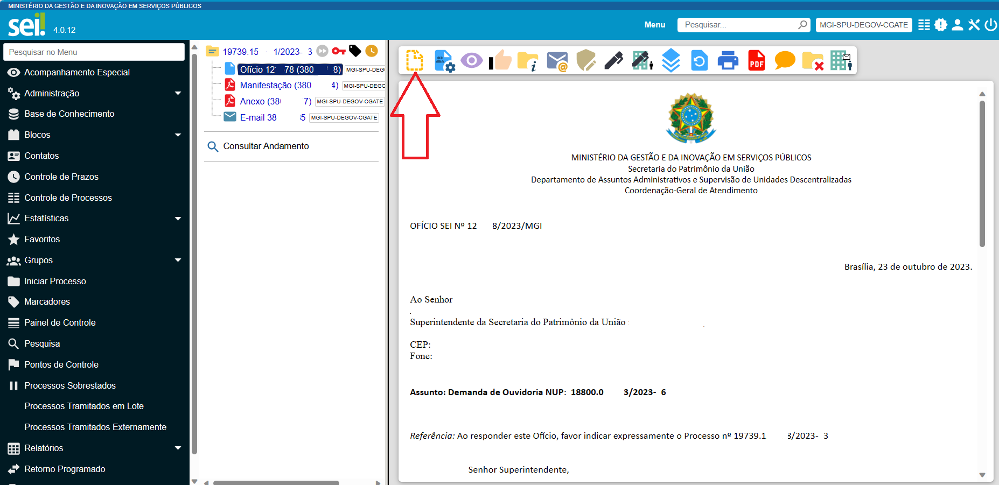 MINISTÉRIO DA GESTÃO E DA INOVAÇÃO EM SERVIÇOS PÚBLICOS
sei!
4.0.12
Menu
Pesquisar...
MGI-SPU-DEGOV-CGATE
Pesquisar no Menu
Acompanhamento Especial
Administração
Base de Conhecimento
Blocos
Contatos
Controle de Prazos
Controle de Processos
Estatísticas
Favoritos
Grupos
Iniciar Processo
Marcadores
Painel de Controle
Pesquisa
Pontos de Controle
Processos Sobrestados
Processos Tramitados em Lote
Processos Tramitados Externamente
Relatórios
Retorno Programado
19739.15 1/2023- 3
Ofício 12 78 (380 8) MGI-SPU-DEG
Manifestação (380 4) MGI-SPU-DEGOV-CGATE
Anexo (380 7) MGI-SPU-DEGOV-CGATE
E-mail 38 35 MGI-SPU-DEGOV-CGATE
Consultar Andamento
PDF
MINISTÉRIO DA GESTÃO E DA INOVAÇÃO EM SERVIÇOS PÚBLICOS
Secretaria do Patrimônio da União
Departamento de Assuntos Administrativos e Supervisão de Unidades Descentralizadas
Coordenação-Geral de Atendimento
OFÍCIO SEI Nº 12 8/2023/MGI
Brasília, 23 de outubro de 2023.
Ao Senhor
Superintendente da Secretaria do Patrimônio da União
CEP:
Fone:
Assunto: Demanda de Ouvidoria NUP: 18800.0 3/2023- 6
Referência: Ao responder este Ofício, favor indicar expressamente o Processo nº 19739.1 8/2023- 3
Senhor Superintendente,